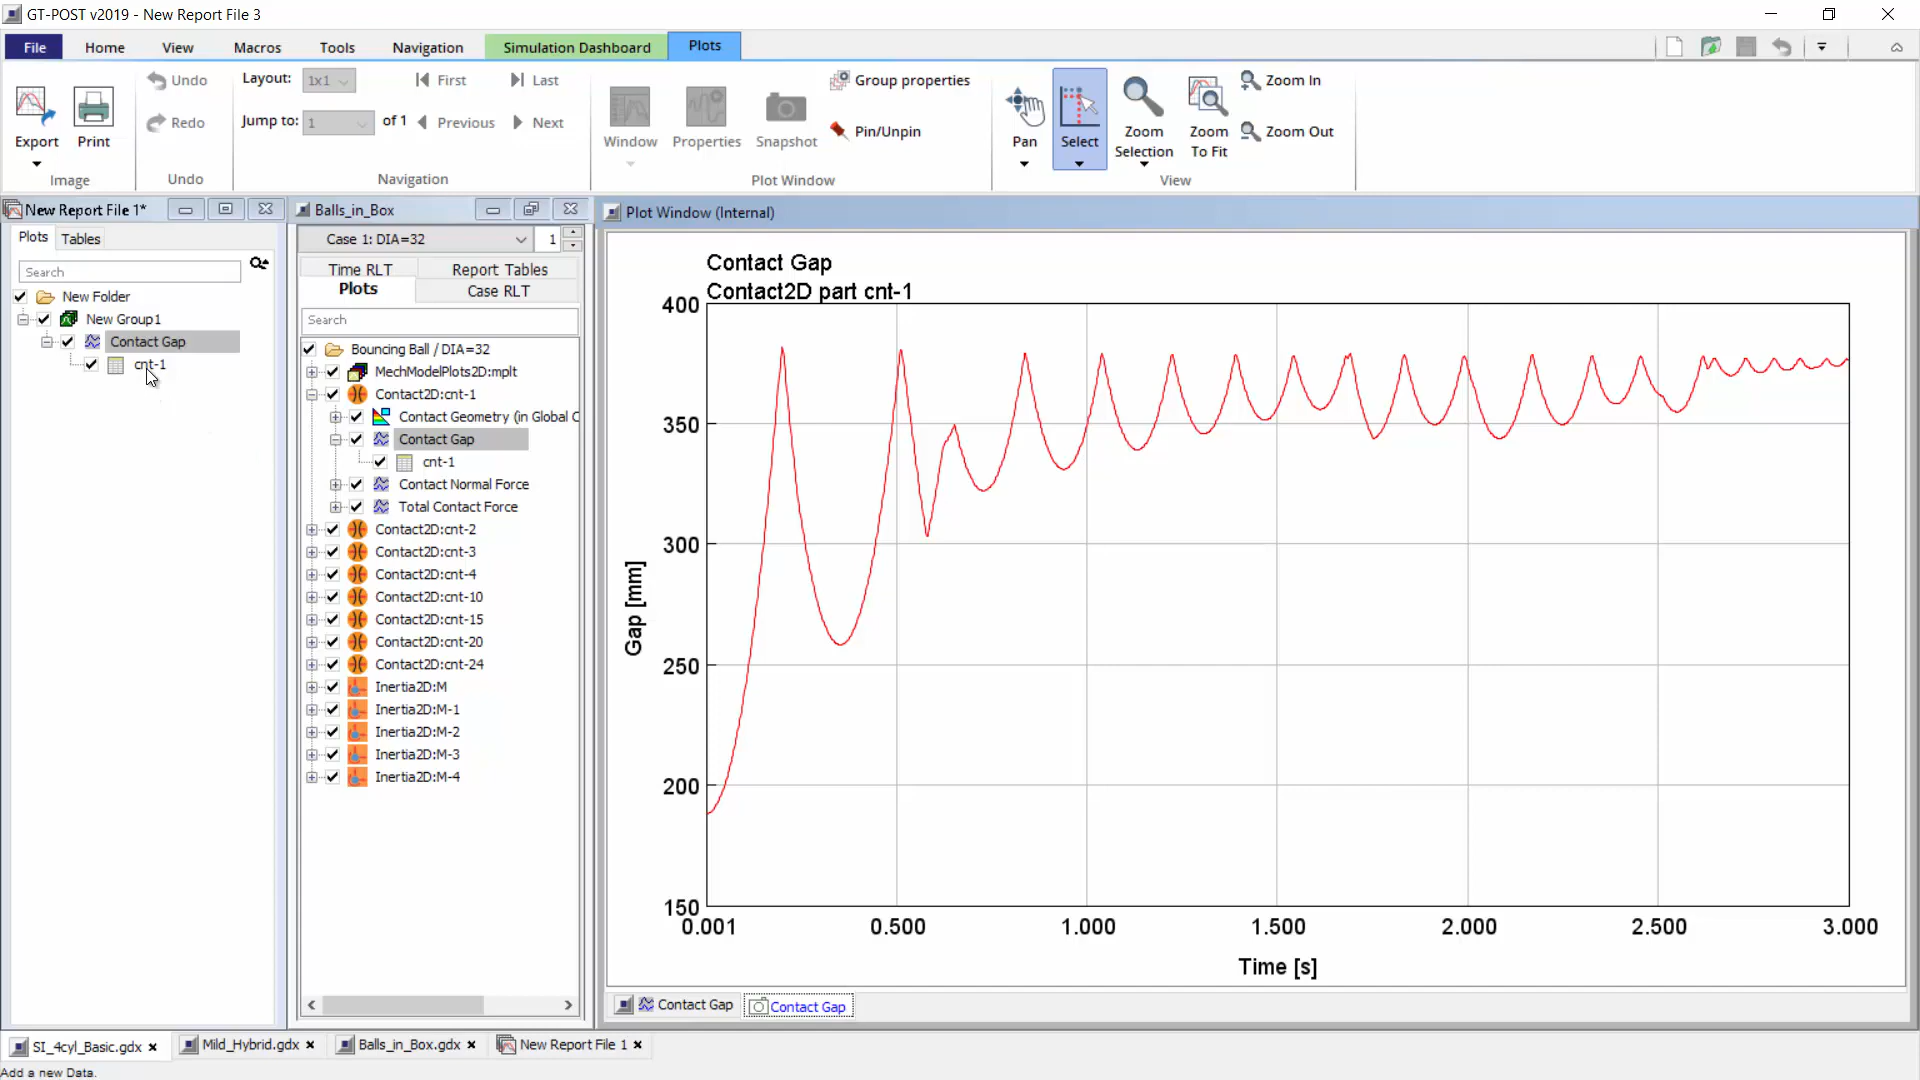 GT-POST v2019 - New Report File 3
File
Home
View
Macros
Tools
Navigation
Simulation Dashboard
Plots
Export
Print
Image
Undo
Redo
Undo
Layout:
1x1
First
Last
Jump to:
1
of 1
Previous
Next
Navigation
Window
Properties
Snapshot
Group properties
Pin/Unpin
Plot Window
Pan
Select
Zoom
Selection
Zoom
To Fit
Zoom In
Zoom Out
View
New Report File 1*
Plots
Tables
Search
New Folder
New Group1
Contact Gap
cnt-1
Balls_in_Box
Case 1: DIA=32
1
Time RLT
Report Tables
Plots
Case RLT
Search
Bouncing Ball / DIA=32
MechModelPlots2D:mplt
Contact2D:cnt-1
Contact Geometry (in Global C
Contact Gap
cnt-1
Contact Normal Force
Total Contact Force
Contact2D:cnt-2
Contact2D:cnt-3
Contact2D:cnt-4
Contact2D:cnt-10
Contact2D:cnt-15
Contact2D:cnt-20
Contact2D:cnt-24
Inertia2D:M
Inertia2D:M-1
Inertia2D:M-2
Inertia2D:M-3
Inertia2D:M-4
Plot Window (Internal)
Contact Gap
Contact2D part cnt-1
400
350
300
250
200
150
Gap [mm]
0.001
0.500
1.000
1.500
2.000
2.500
3.000
Time [s]
Contact Gap
Contact Gap
SI_4cyl_Basic.gdx
Mild_Hybrid.gdx
Balls_in_Box.gdx
New Report File 1
Add a new Data.